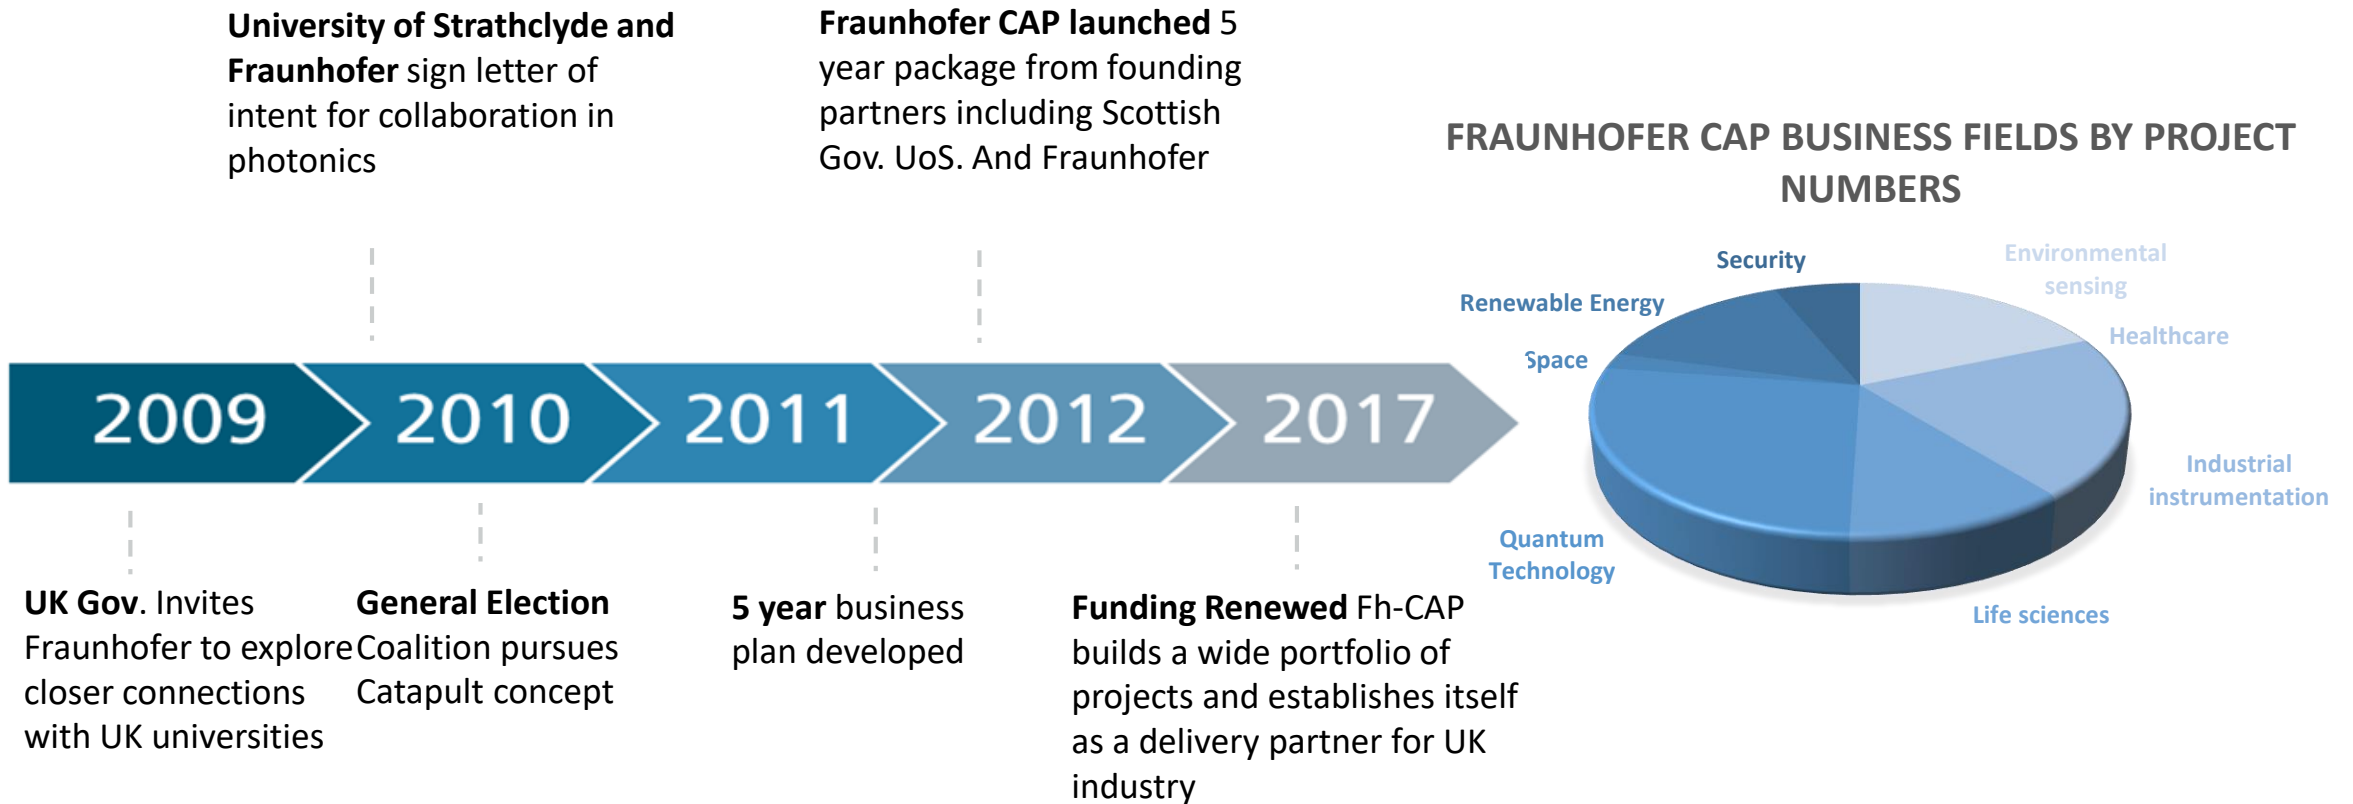 University of Strathclyde and
Fraunhofer sign letter of
intent for collaboration in
photonics
Fraunhofer CAP launched 5
year package from founding
partners including Scottish
Gov. UoS. And Fraunhofer
2009
2010
2011
2012
2017
UK Gov. Invites
Fraunhofer to explore
closer connections
with UK universities
General Election
Coalition pursues
Catapult concept
5 year business
plan developed
Funding Renewed Fh-CAP
builds a wide portfolio of
projects and establishes itself
as a delivery partner for UK
industry
FRAUNHOFER CAP BUSINESS FIELDS BY PROJECT
NUMBERS
Security
Environmental
sensing
Renewable Energy
Healthcare
Space
Industrial
instrumentation
Quantum
Technology
Life sciences